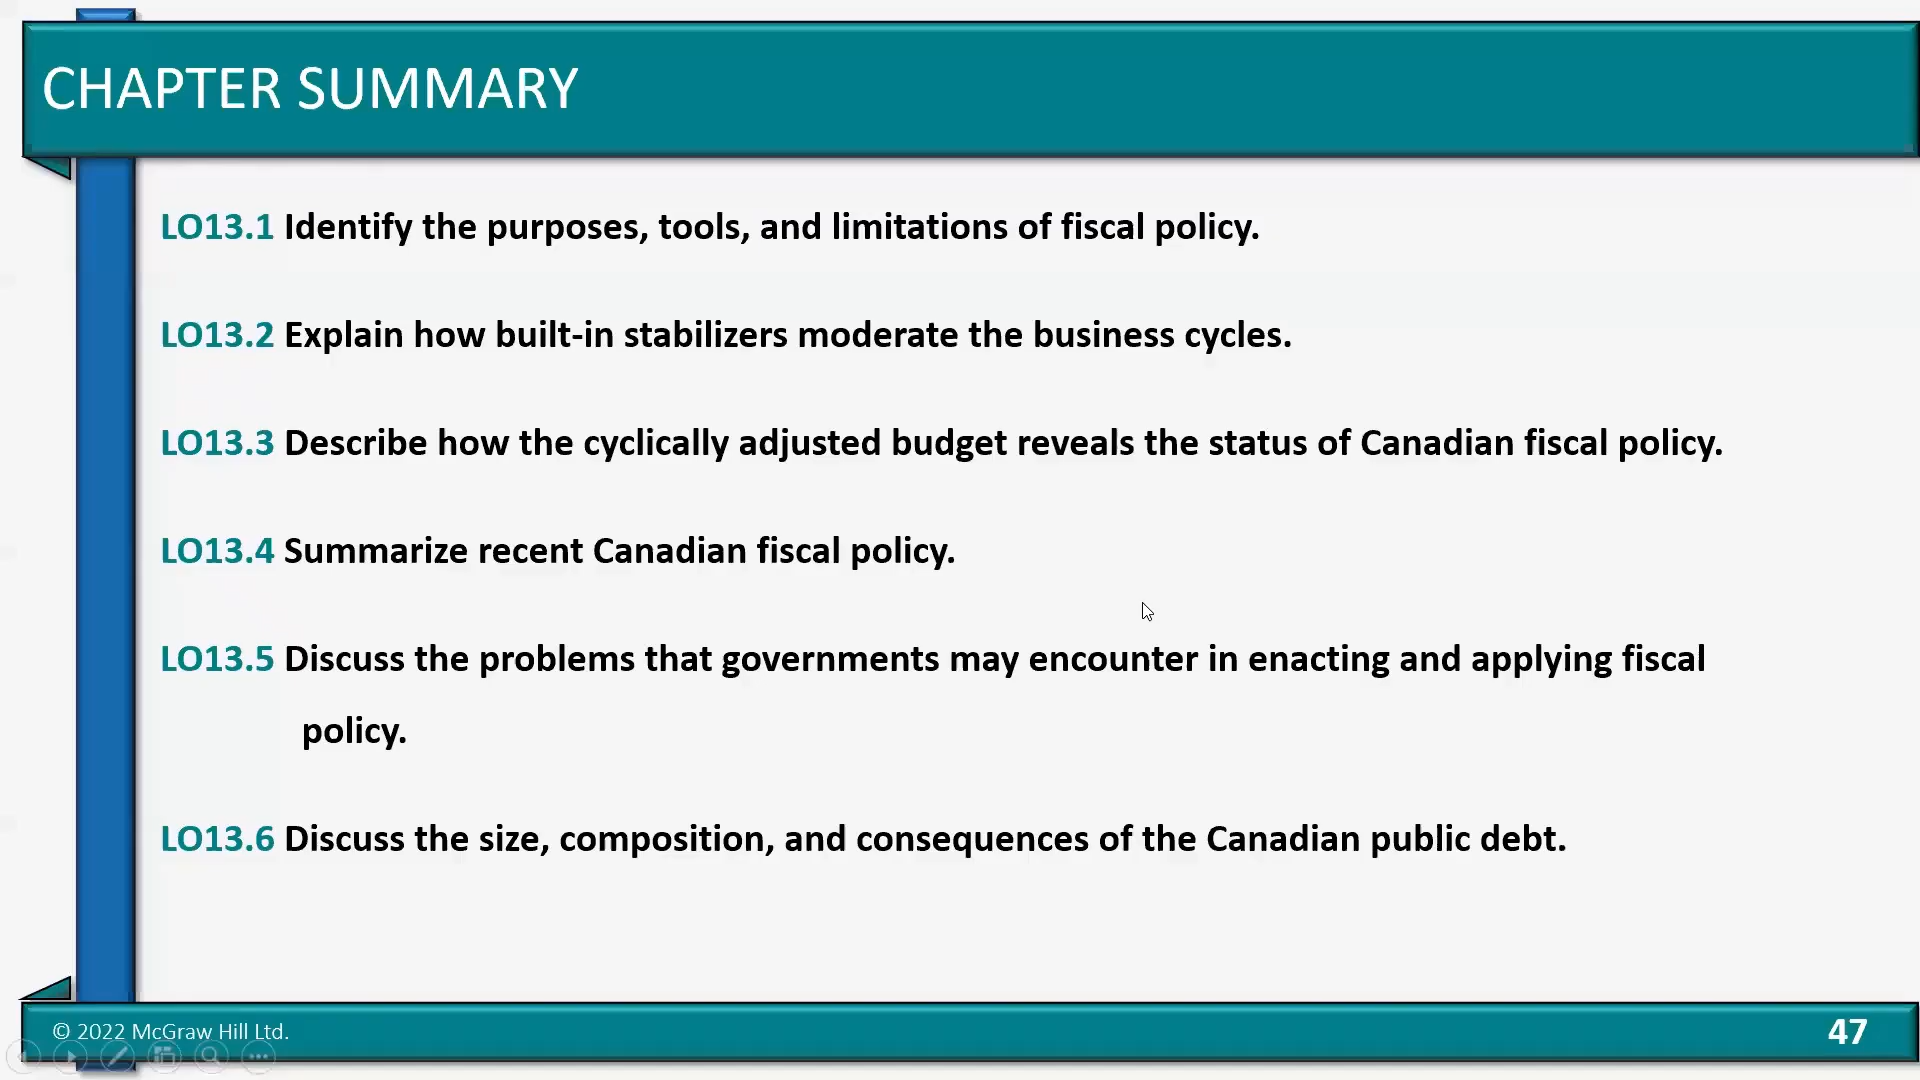 CHAPTER SUMMARY
LO13.1 Identify the purposes, tools, and limitations of fiscal policy.
LO13.2 Explain how built-in stabilizers moderate the business cycles.
LO13.3 Describe how the cyclically adjusted budget reveals the status of Canadian fiscal policy.
LO13.4 Summarize recent Canadian fiscal policy.
LO13.5 Discuss the problems that governments may encounter in enacting and applying fiscal
policy.
LO13.6 Discuss the size, composition, and consequences of the Canadian public debt.
© 2022 McGraw Hill Ltd.
47